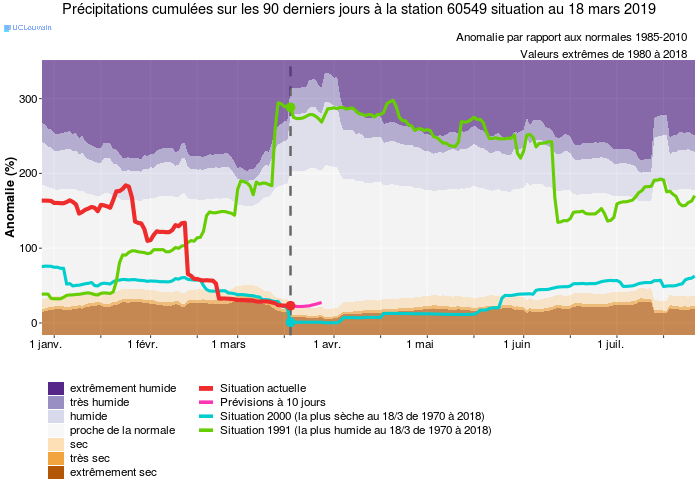 Précipitations cumulées sur les 90 derniers jours à la station 60549 situation au 18 mars 2019
UCLouvain
Anomalie par rapport aux normales 1985-2010
Valeurs extrêmes de 1980 à 2018
Anomalie (%)
300
200
100
0
1 janv. 1 févr. 1 mars 1 avr. 1 mai 1 juin 1 juil.
extrêmement humide
très humide
humide
proche de la normale
sec
très sec
extrêmement sec
Situation actuelle
Prévisions à 10 jours
Situation 2000 (la plus sèche au 18/3 de 1970 à 2018)
Situation 1991 (la plus humide au 18/3 de 1970 à 2018)